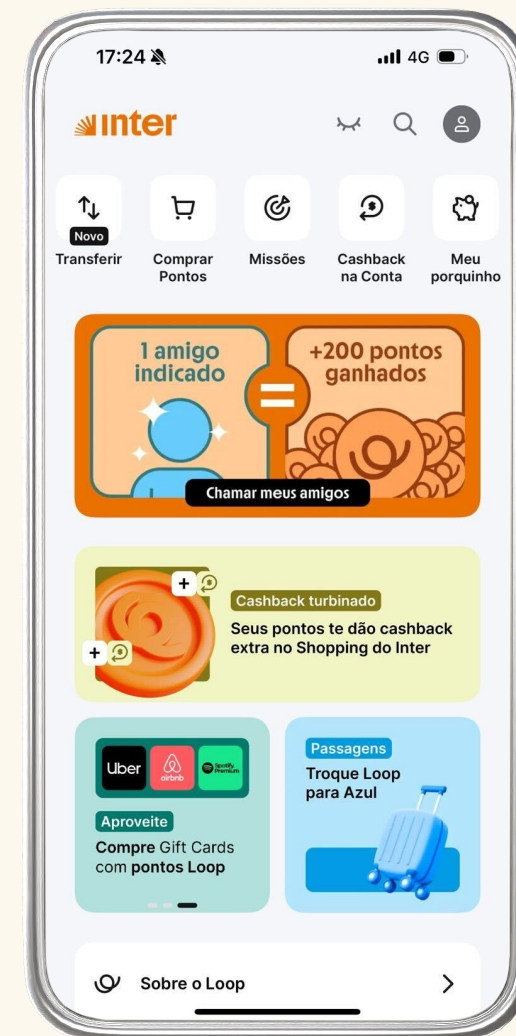 17:24
4G
inter
Novo
Transferir
Comprar
Pontos
Missões
Cashback
na Conta
Meu
porquinho
1 amigo
indicado
=
+200 pontos
ganhados
Chamar meus amigos
Cashback turbinado
Seus pontos te dão cashback
extra no Shopping do Inter
Uber
airbnb
Spotify
Premium
Aproveite
Compre Gift Cards
com pontos Loop
Passagens
Troque Loop
para Azul
Sobre o Loop